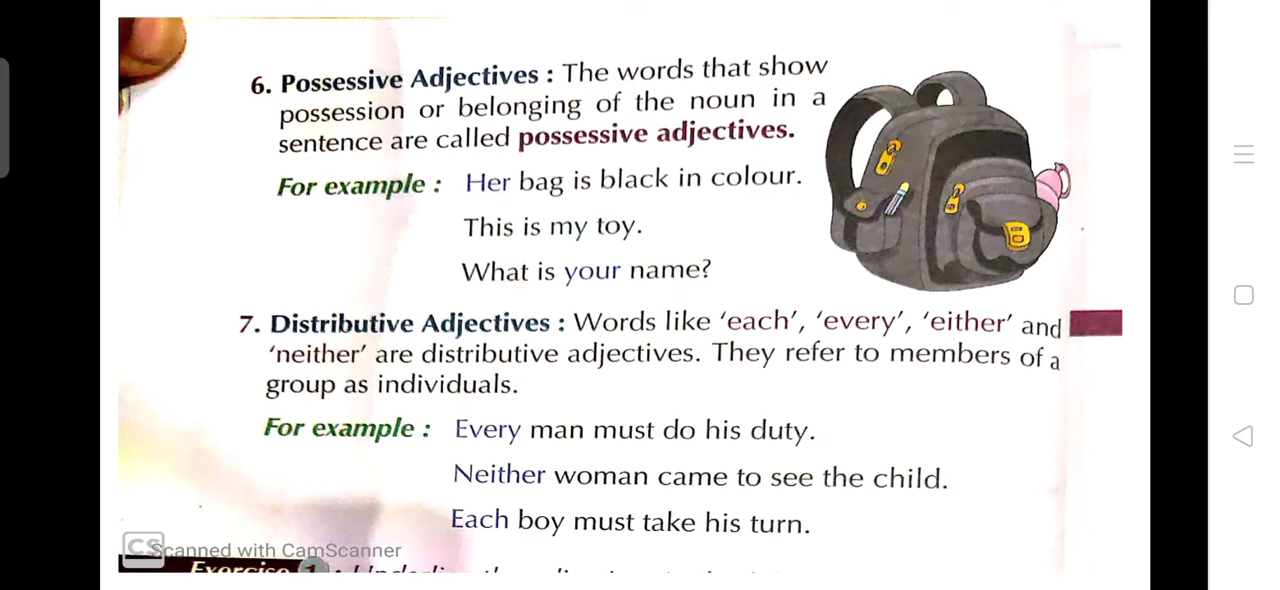 6. Possessive Adjectives : The words that show
possession or belonging of the noun in a
sentence are called possessive adjectives.
For example : Her bag is black in colour.
This is my toy.
What is your name?
7. Distributive Adjectives : Words like ‘each’, ‘every’, ‘either’ and
‘neither’ are distributive adjectives. They refer to members of a
group as individuals.
For example : Every man must do his duty.
Neither woman came to see the child.
Each boy must take his turn.
CS Scanned with CamScanner
Exercise 1 :